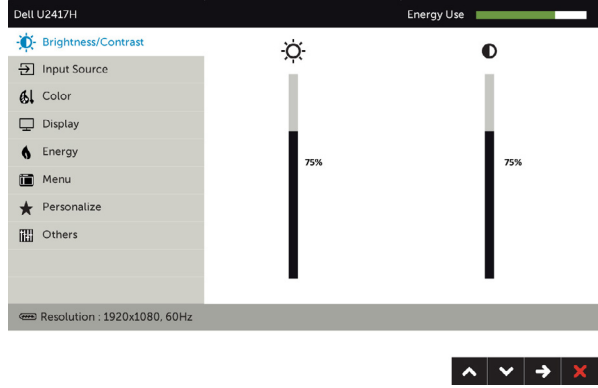 Dell U2417H
Energy Use
Brightness/Contrast
Input Source
Color
Display
Energy
Menu
Personalize
Others
75%
75%
Resolution : 1920x1080, 60Hz